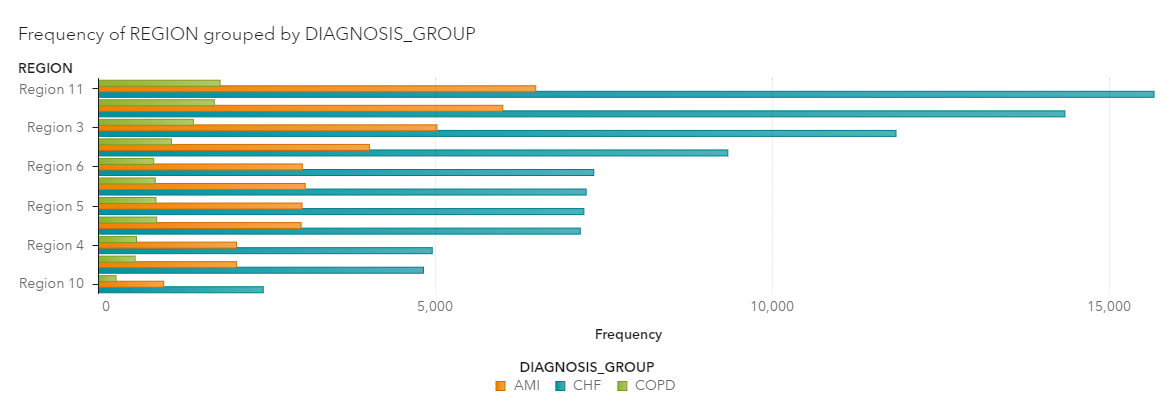 Frequency of REGION grouped by DIAGNOSIS_GROUP
REGION
Region 11
Region 3
Region 6
Region 5
Region 4
Region 10
0 5,000 10,000 15,000
Frequency
DIAGNOSIS_GROUP
AMI CHF COPD